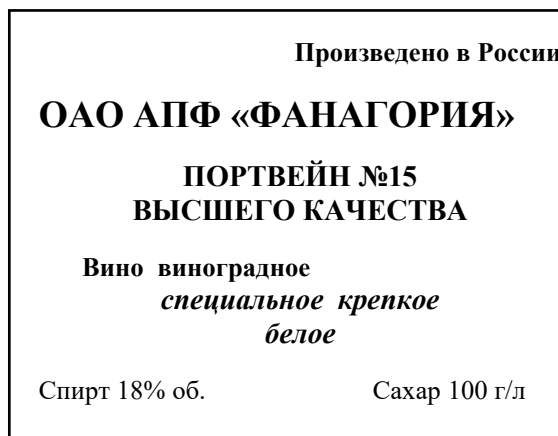 Произведено в России
ОАО АПФ «ФАНАГОРИЯ»
ПОРТВЕЙН №15
ВЫСШЕГО КАЧЕСТВА
Вино виноградное
специальное крепкое
белое
Спирт 18% об. Сахар 100 г/л